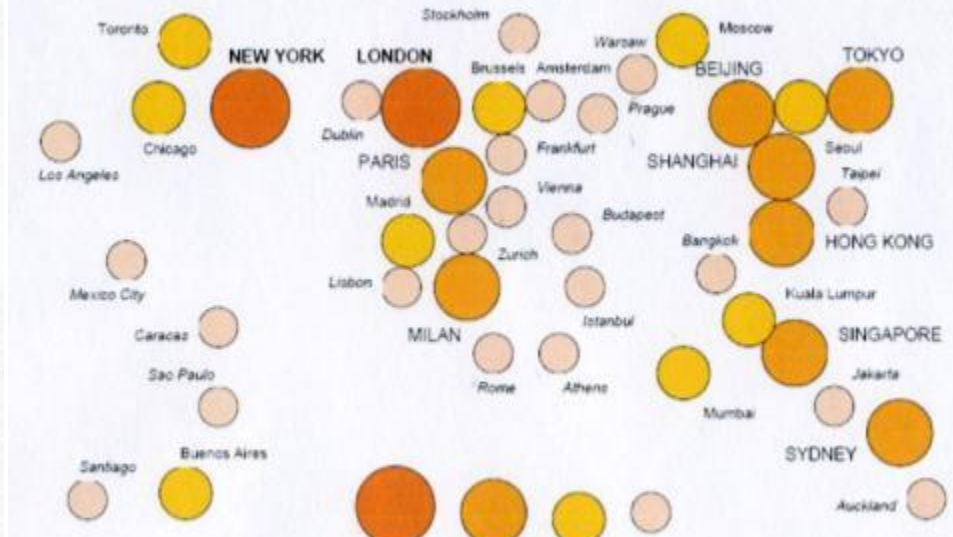 Stockholm
Toronto
Moscow
Warsaw
NEW YORK
LONDON
TOKYO
Brussels
Amsterdam
BEIJING
Dublin
Prague
Chicago
Frankfurt
Seoul
PARIS
SHANGHAI
Los Angeles
Taipei
Vienna
Madrid
Budapest
Bangkok
HONG KONG
Zurich
Lisbon
Mexico City
Kuala Lumpur
Istanbul
Caracas
MILAN
SINGAPORE
Sao Paulo
Jakarta
Rome
Athens
Mumbai
Buenos Aires
SYDNEY
Santiago
Auckland